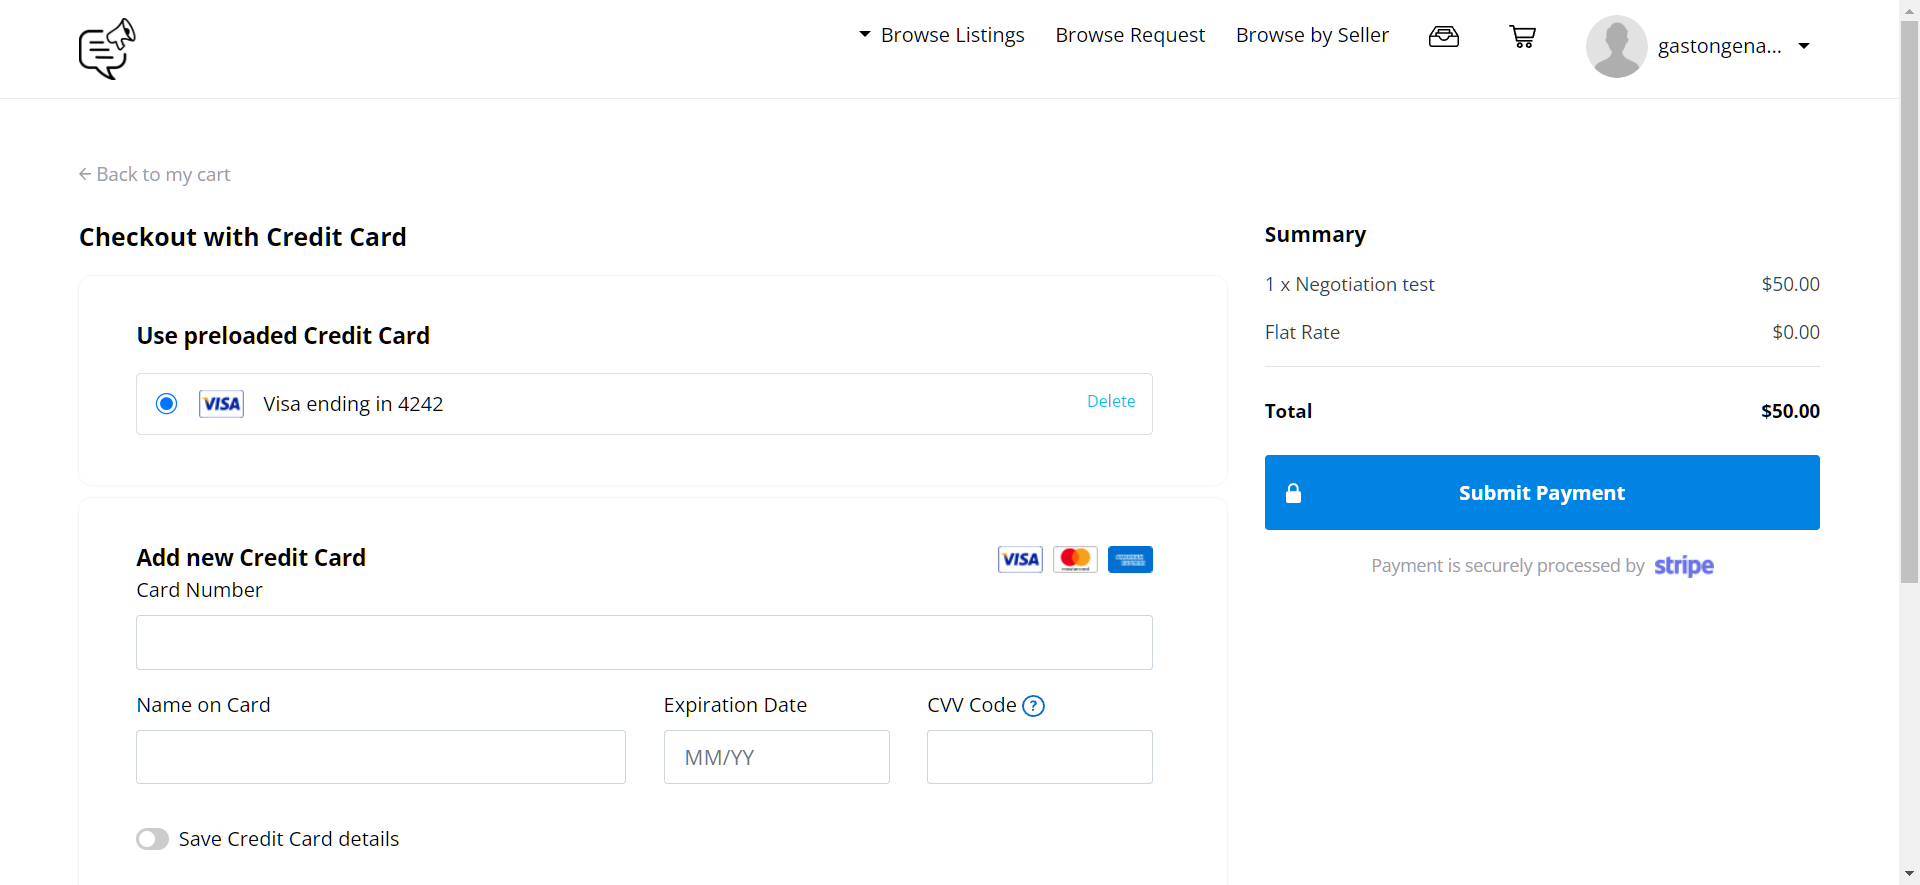 Browse Listings Browse Request Browse by Seller gastongena...
Back to my cart
Checkout with Credit Card
Use preloaded Credit Card
VISA Visa ending in 4242 Delete
Add new Credit Card VISA mastercard AMERICAN EXPRESS
Card Number
Name on Card Expiration Date CVV Code ?
MM/YY
Save Credit Card details
Summary
1 x Negotiation test $50.00
Flat Rate $0.00
Total $50.00
Submit Payment
Payment is securely processed by stripe